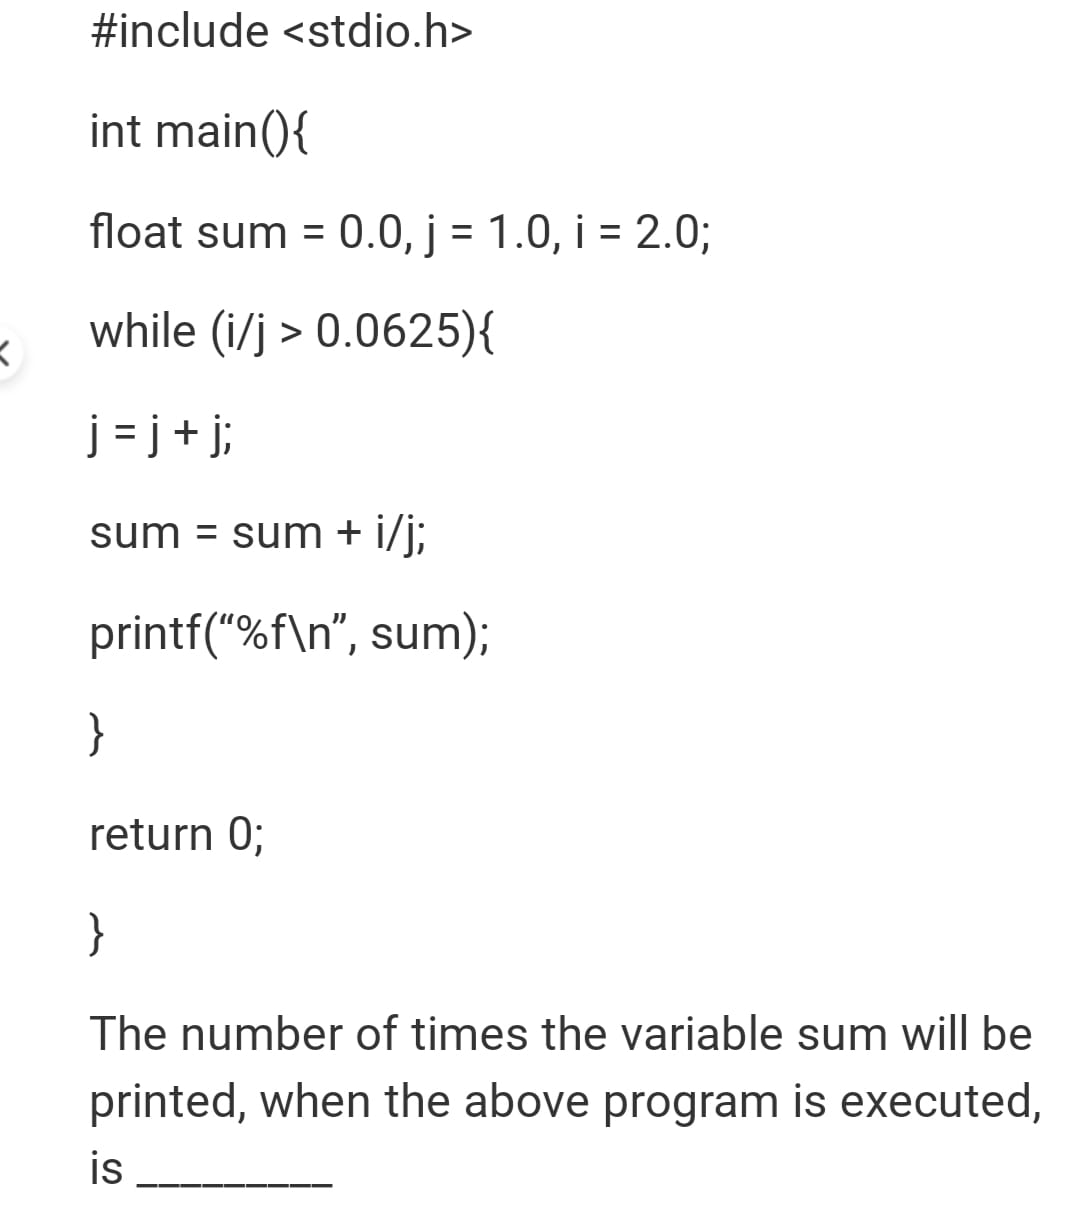 #include <stdio.h>
int main(){
float sum = 0.0, j = 1.0, i = 2.0;
while (i/j > 0.0625){
j = j + j;
sum = sum + i/j;
printf(“%f\n”, sum);
}
return 0;
}
The number of times the variable sum will be
printed, when the above program is executed,
is _________